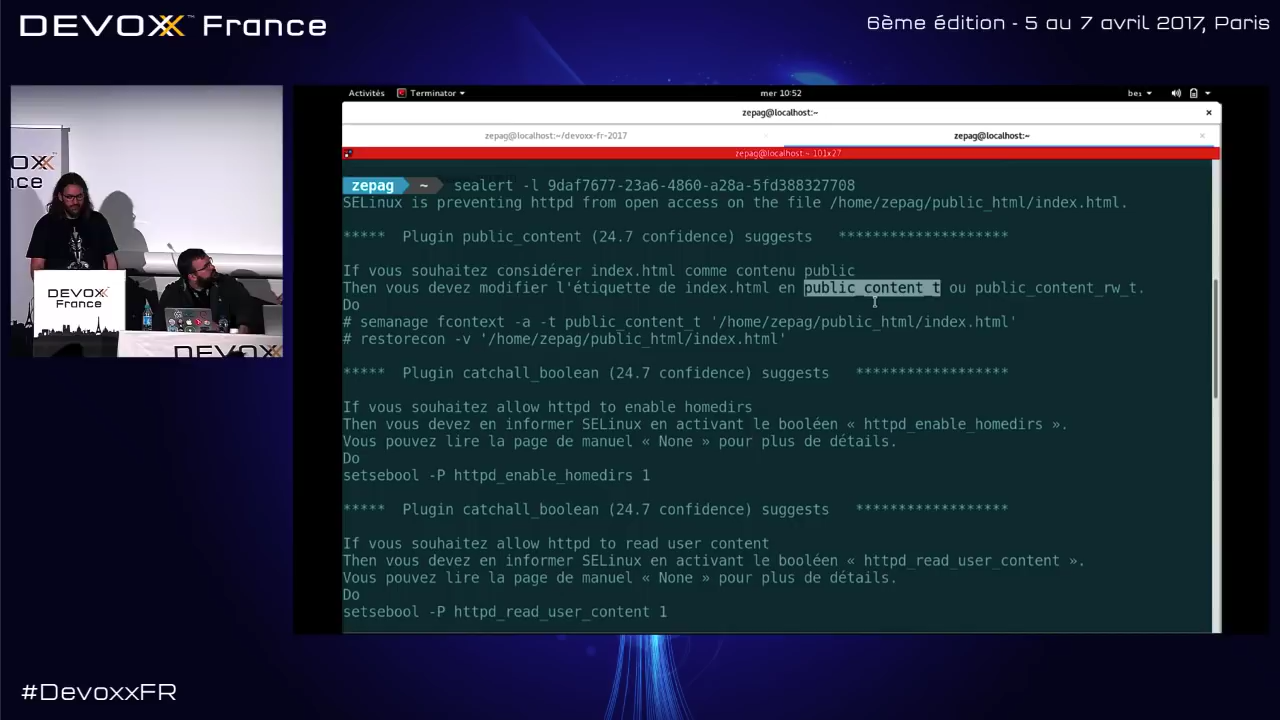 DEVOXX™ France
6ème édition - 5 au 7 avril 2017, Paris
Activités
Terminator
mer 10:52
be₁
zepag@localhost:~
zepag@localhost:~/devoxx-fr-2017
zepag@localhost:~
zepag@localhost:~ 101x27
zepag ~ sealert -l 9daf7677-23a6-4860-a28a-5fd388327708
SELinux is preventing httpd from open access on the file /home/zepag/public_html/index.html.
***** Plugin public_content (24.7 confidence) suggests ********************
If vous souhaitez considérer index.html comme contenu public
Then vous devez modifier l'étiquette de index.html en public_content_t ou public_content_rw_t.
Do
# semanage fcontext -a -t public_content_t '/home/zepag/public_html/index.html'
# restorecon -v '/home/zepag/public_html/index.html'
***** Plugin catchall_boolean (24.7 confidence) suggests ******************
If vous souhaitez allow httpd to enable homedirs
Then vous devez en informer SELinux en activant le booléen « httpd_enable_homedirs ».
Vous pouvez lire la page de manuel « None » pour plus de détails.
Do
setsebool -P httpd_enable_homedirs 1
***** Plugin catchall_boolean (24.7 confidence) suggests ******************
If vous souhaitez allow httpd to read user content
Then vous devez en informer SELinux en activant le booléen « httpd_read_user_content ».
Vous pouvez lire la page de manuel « None » pour plus de détails.
Do
setsebool -P httpd_read_user_content 1
DEVOXX
France
DEVOXX
#DevoxxFR